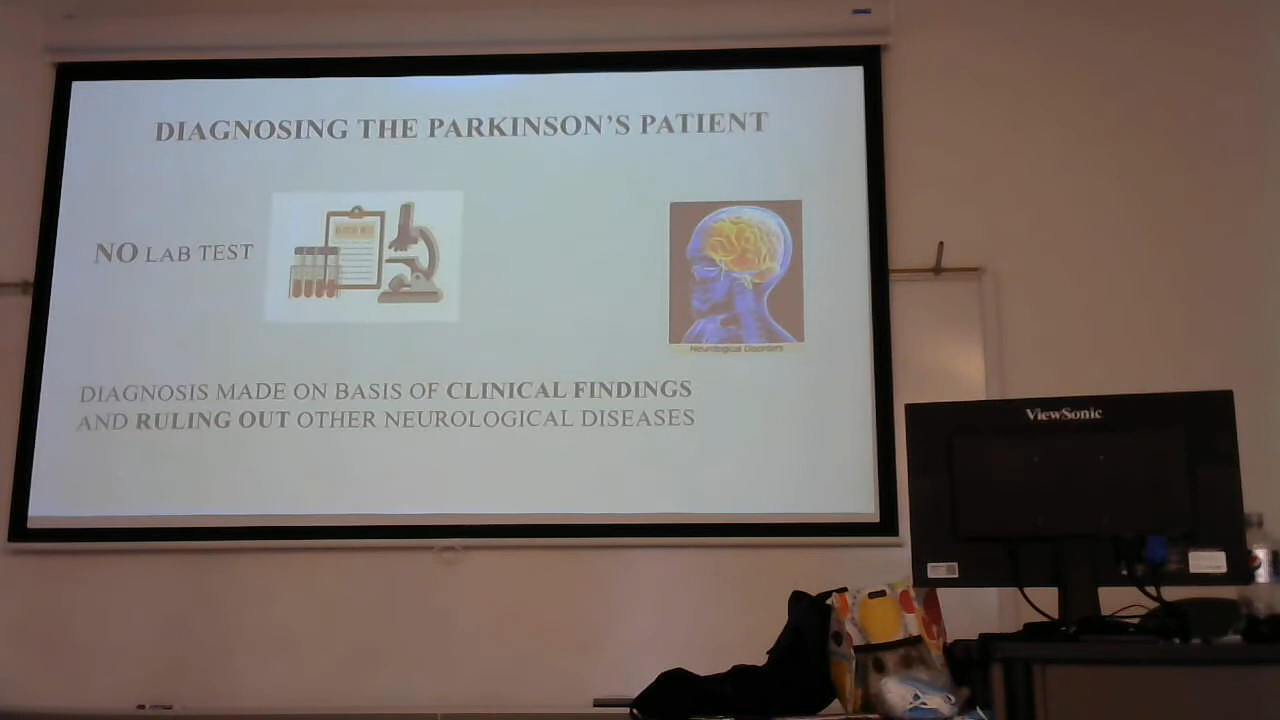 DIAGNOSING THE PARKINSON'S PATIENT
NO LAB TEST
Neurological Disorders
DIAGNOSIS MADE ON BASIS OF CLINICAL FINDINGS
AND RULING OUT OTHER NEUROLOGICAL DISEASES
ViewSonic